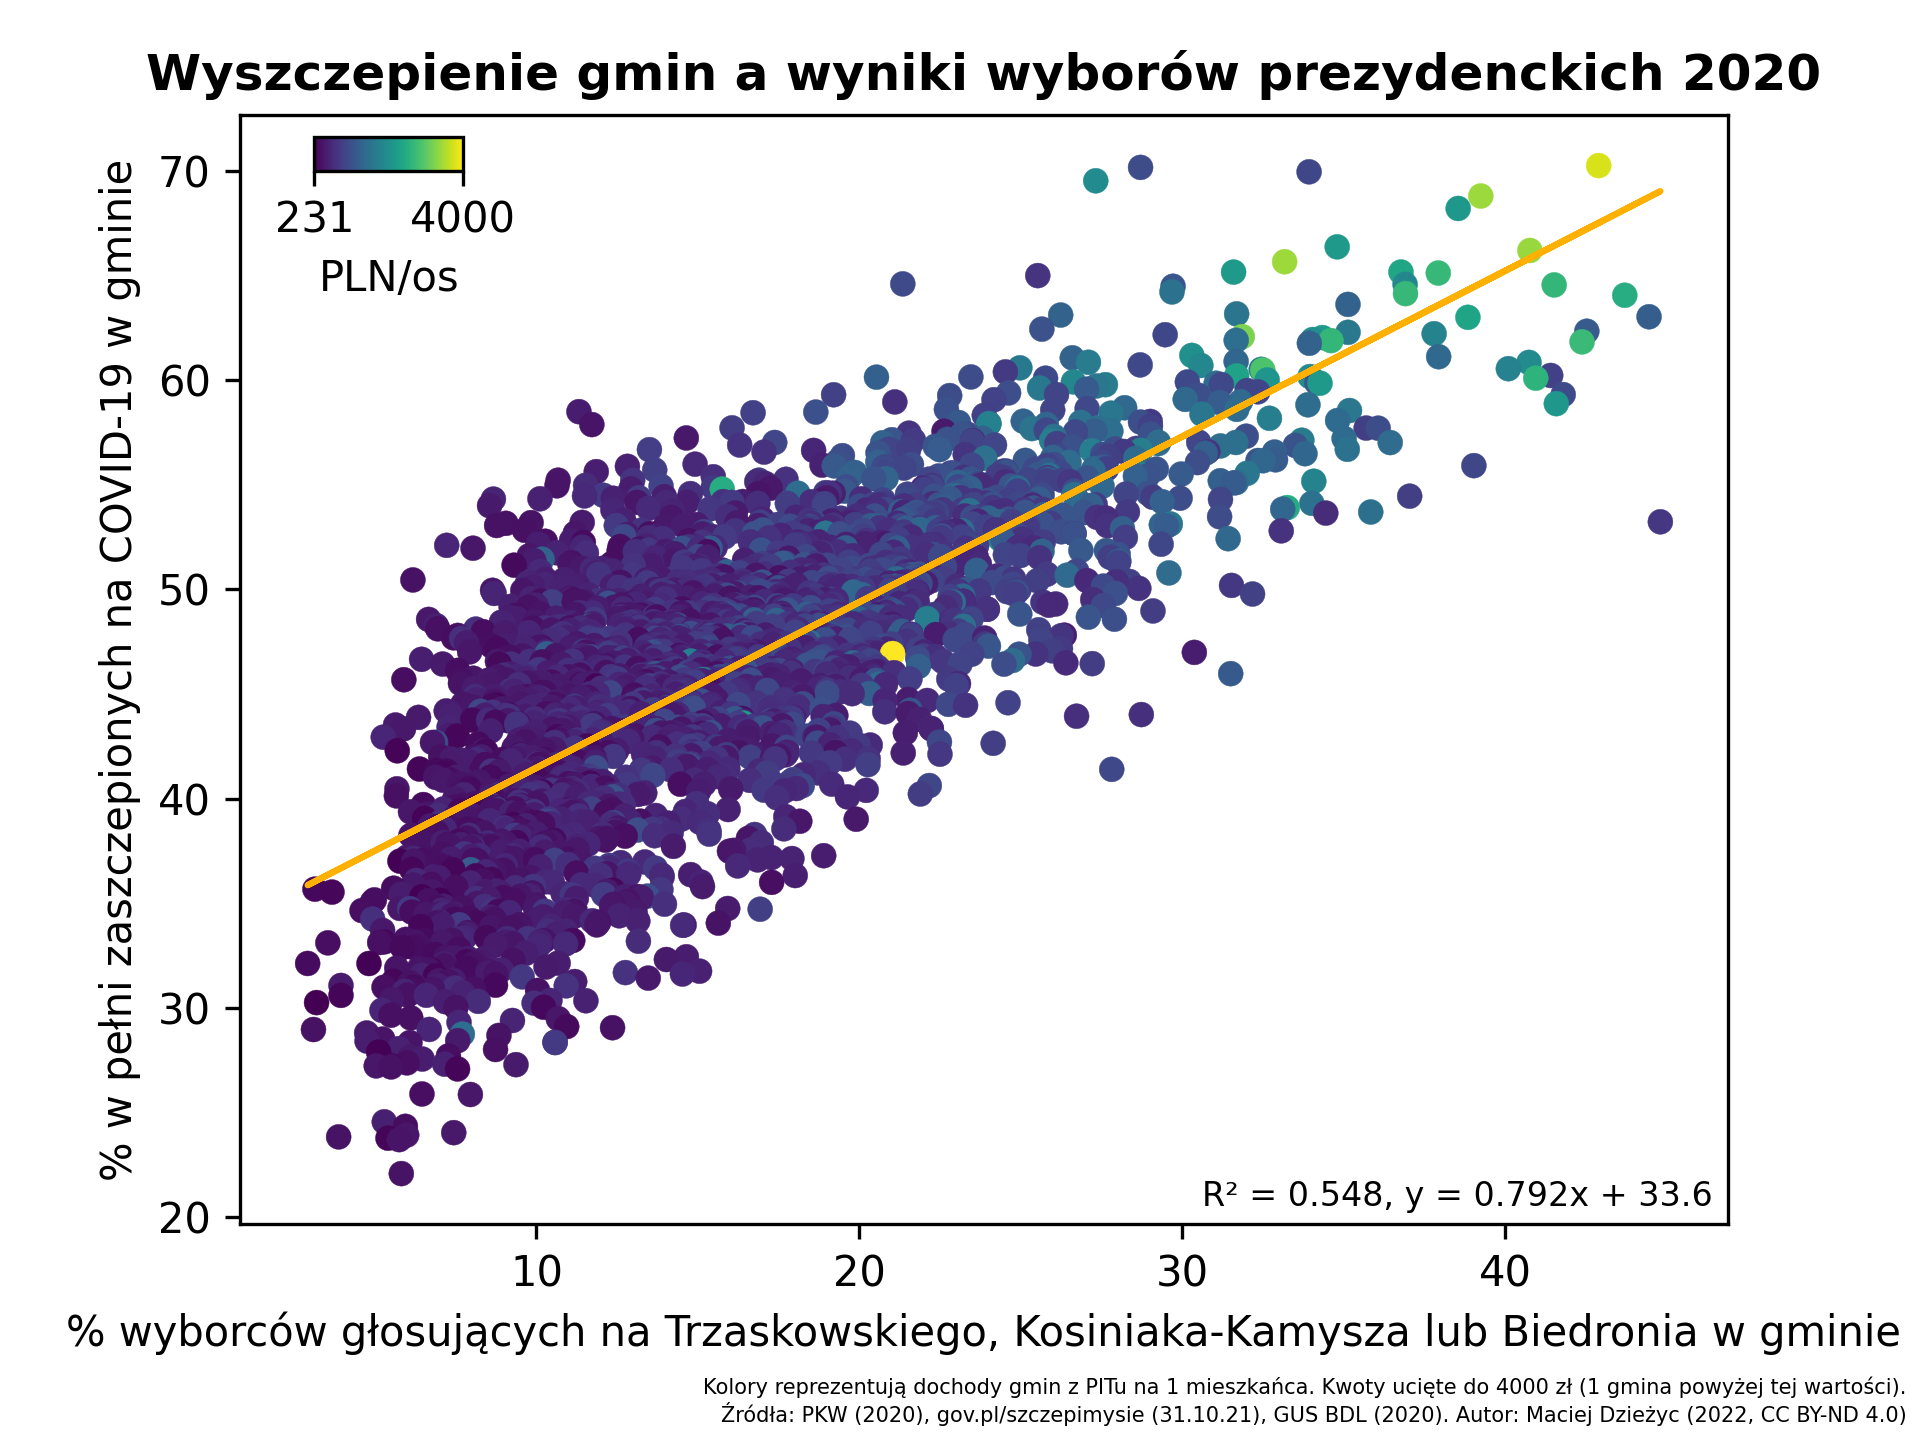 Wyszczepienie gmin a wyniki wyborów prezydenckich 2020
% w pełni zaszczepionych na COVID-19 w gminie
70
60
50
40
30
20
231 4000
PLN/os
R² = 0.548, y = 0.792x + 33.6
10 20 30 40
% wyborców głosujących na Trzaskowskiego, Kosiniaka-Kamysza lub Biedronia w gminie
Kolory reprezentują dochody gmin z PITu na 1 mieszkańca. Kwoty ucięte do 4000 zł (1 gmina powyżej tej wartości).
Źródła: PKW (2020), gov.pl/szczepimysie (31.10.21), GUS BDL (2020). Autor: Maciej Dzieżyc (2022, CC BY-ND 4.0)